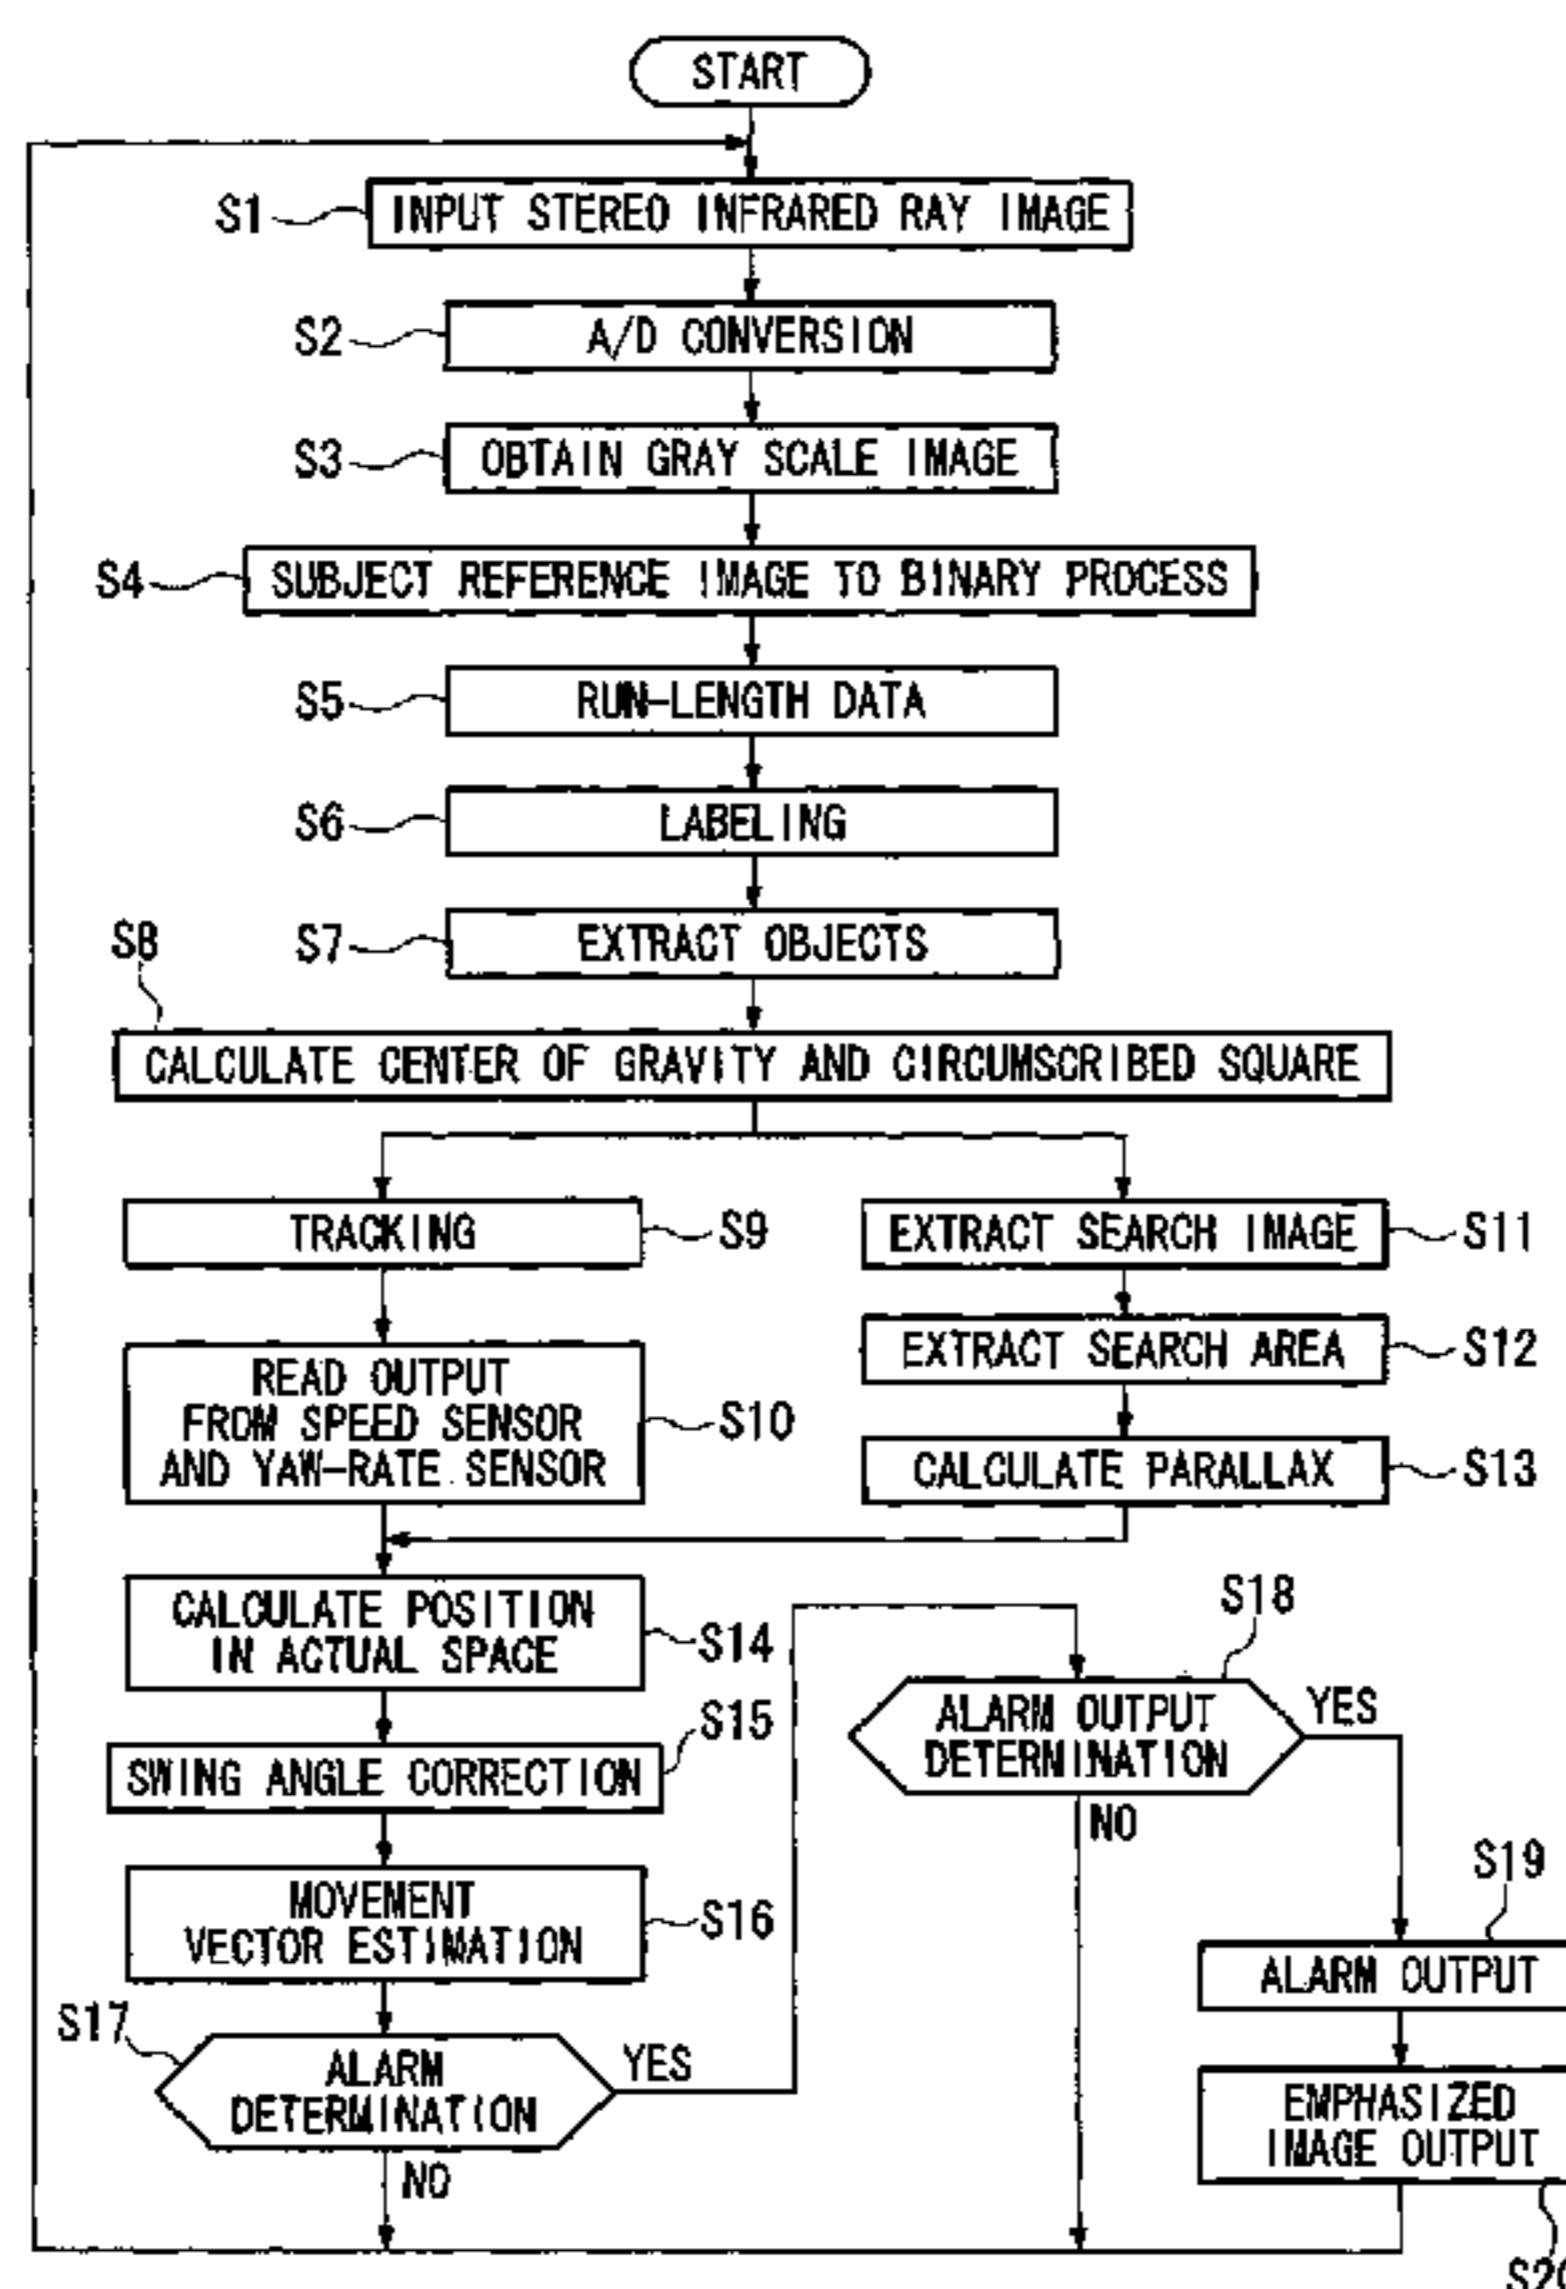 START
S1 INPUT STEREO INFRARED RAY IMAGE
S2 A/D CONVERSION
S3 OBTAIN GRAY SCALE IMAGE
S4 SUBJECT REFERENCE IMAGE TO BINARY PROCESS
S5 RUN-LENGTH DATA
S6 LABELING
S7 EXTRACT OBJECTS
S8
CALCULATE CENTER OF GRAVITY AND CIRCUMSCRIBED SQUARE
TRACKING S9
READ OUTPUT
FROM SPEED SENSOR
AND YAW-RATE SENSOR
S10
EXTRACT SEARCH IMAGE S11
EXTRACT SEARCH AREA S12
CALCULATE PARALLAX S13
CALCULATE POSITION
IN ACTUAL SPACE
S14
S15
SWING ANGLE CORRECTION
MOVEMENT
VECTOR ESTIMATION
S16
S17
ALARM
DETERMINATION
YES
NO
S18
ALARM OUTPUT
DETERMINATION
YES
NO
S19
ALARM OUTPUT
EMPHASIZED
IMAGE OUTPUT
S20